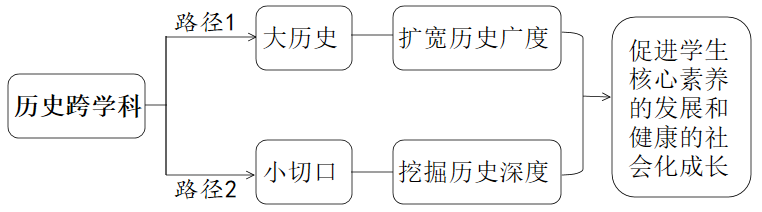 路径1
大历史
扩宽历史广度
历史跨学科
路径2
小切口
挖掘历史深度
促进学生
核心素养
的发展和
健康的社
会化成长